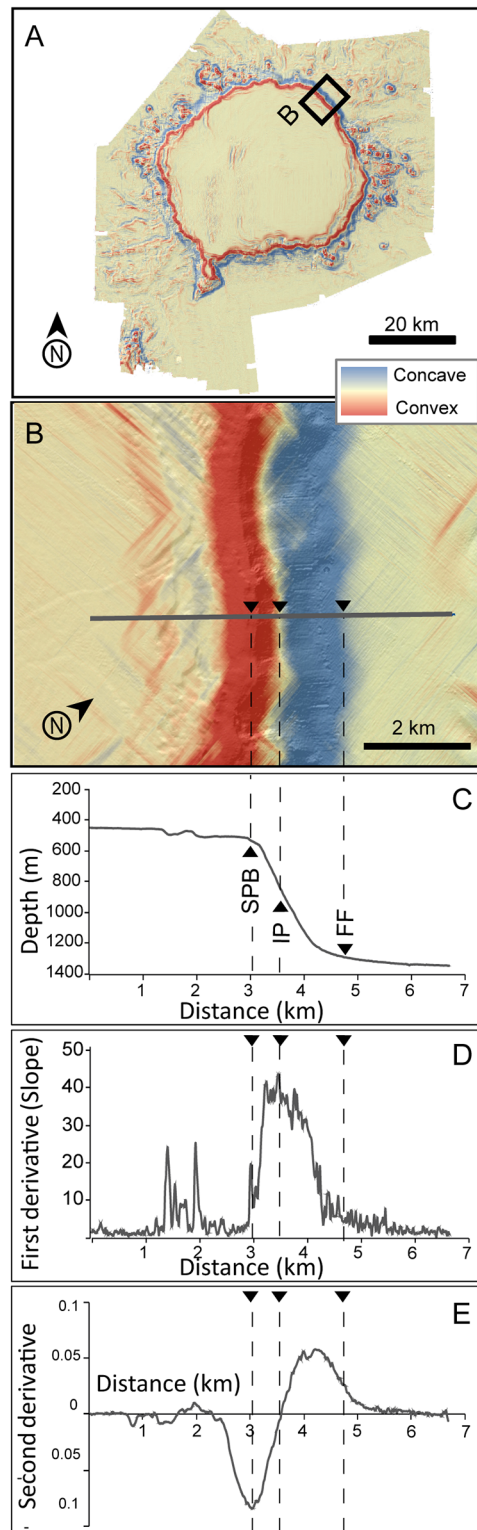 A
B
N
20 km
Concave
Convex
B
N
2 km
C
200
400
600
800
1000
1200
1400
Depth (m)
SPB
IP
FF
1 2 3 4 5 6 7
Distance (km)
D
50
40
30
20
10
First derivative (Slope)
1 2 3 4 5 6 7
Distance (km)
E
0.1
0.05
0
0.05
0.1
-
Second derivative
Distance (km)
1 2 3 4 5 6 7